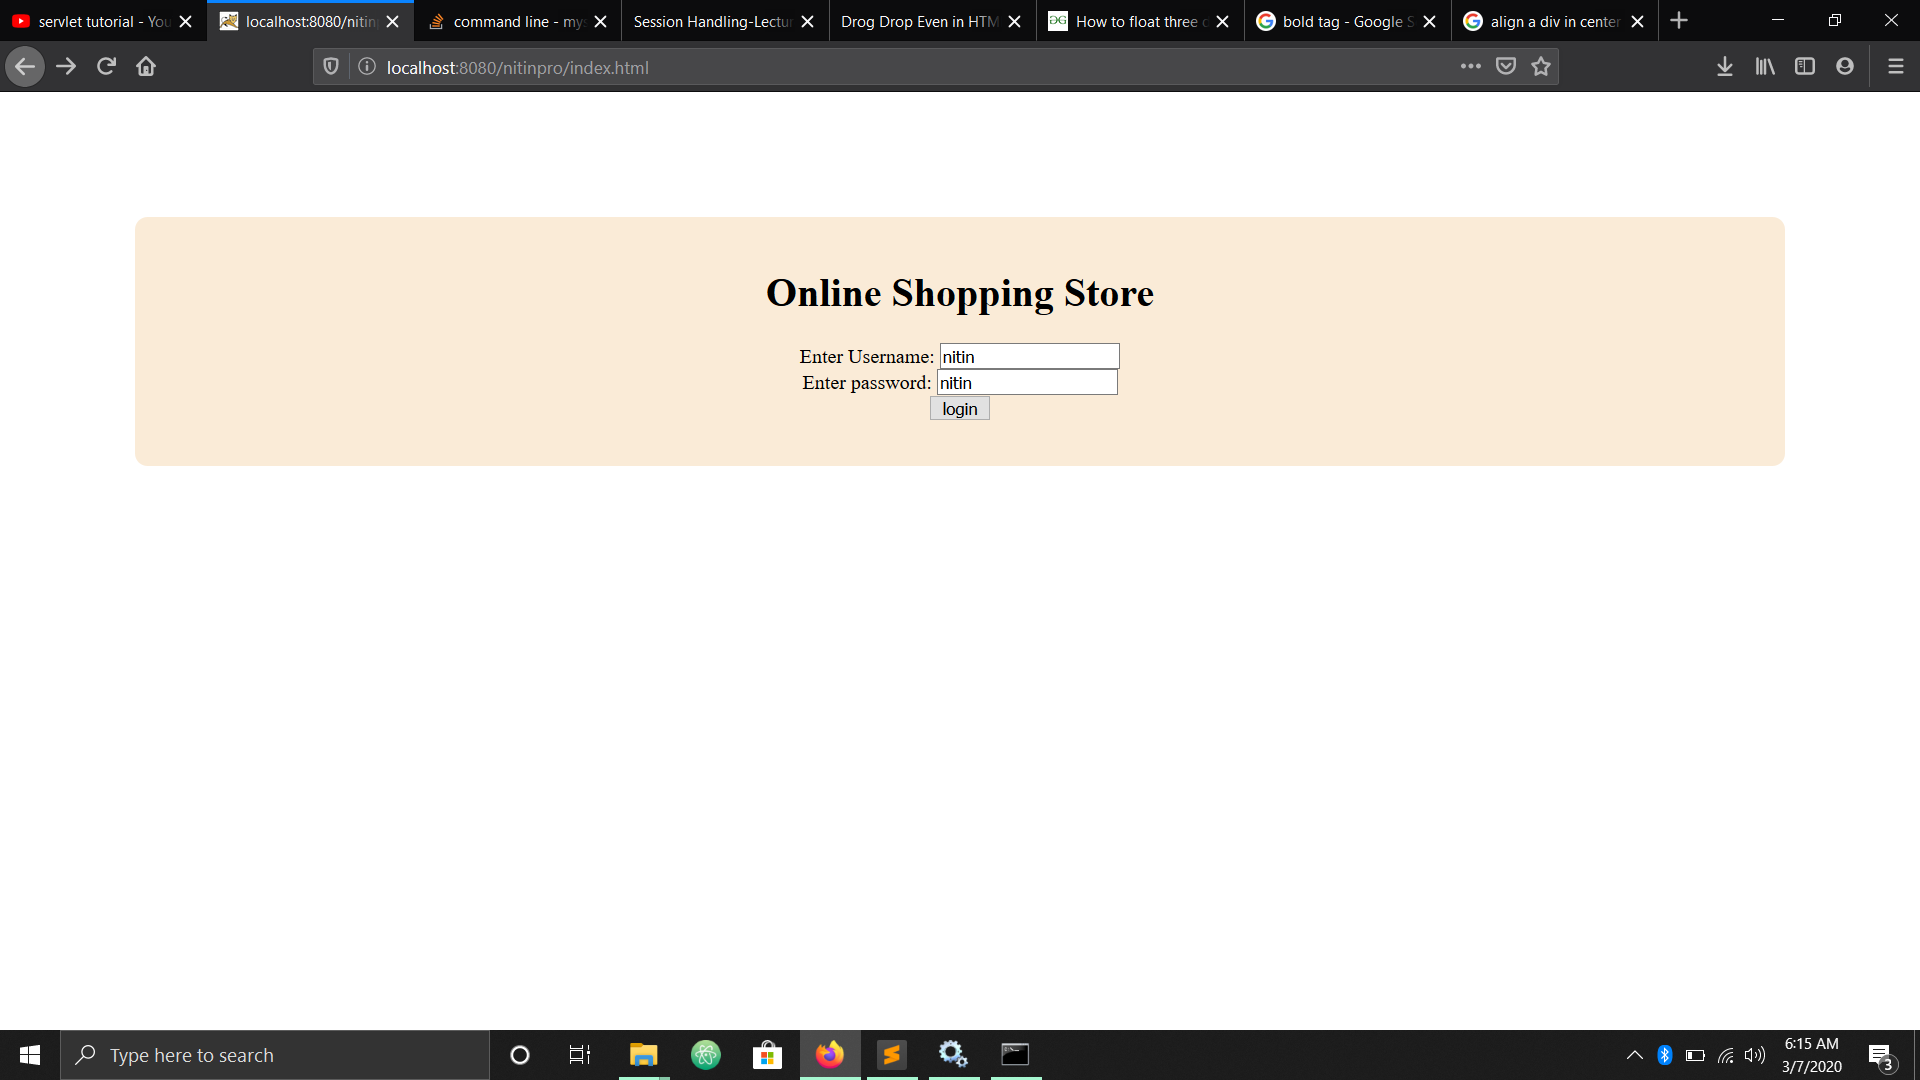 servlet tutorial - You
localhost:8080/nitin
command line - mys
Session Handling-Lectur
Drog Drop Even in HTM
How to float three d
bold tag - Google S
align a div in center
localhost:8080/nitinpro/index.html
Online Shopping Store
Enter Username: nitin
Enter password: nitin
login
Type here to search
6:15 AM
3/7/2020
3